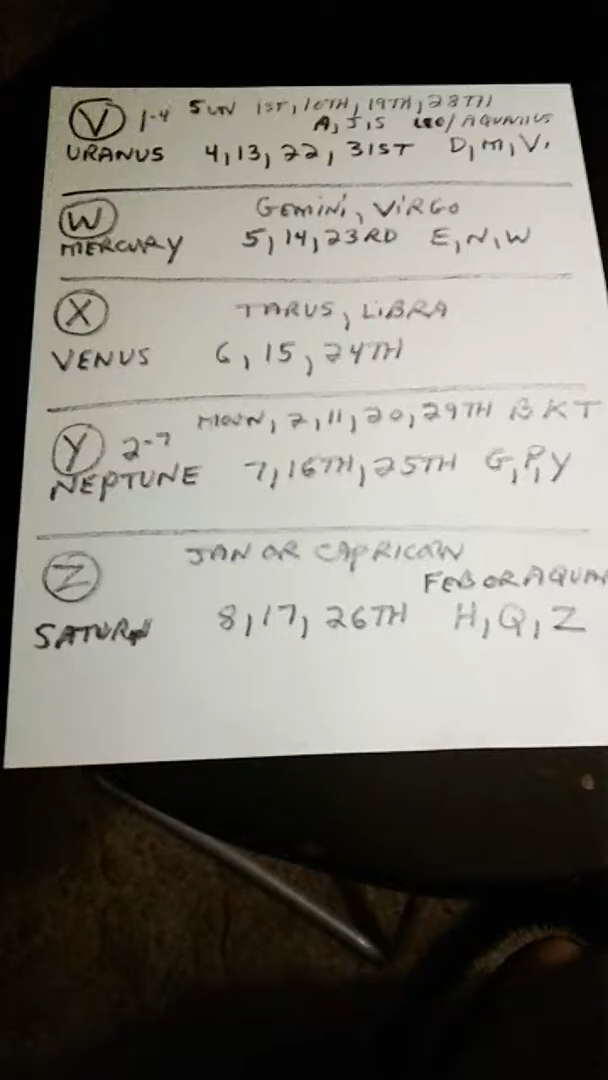 V 1-4 SUN 1ST, 10TH, 19TH, 28TH
A, J, S LEO/AQUARIUS
URANUS 4, 13, 22, 31ST D, M, V.
W GEMINI, VIRGO
MERCURY 5, 14, 23RD E, N, W
X TARUS, LIBRA
VENUS 6, 15, 24TH
Y 2-7 MOON, 2, 11, 20, 29TH B K T
NEPTUNE 7, 16TH, 25TH G, P, Y
Z JAN OR CAPRICORN
FEB OR AQUA
SATURN 8, 17, 26TH H, Q, Z